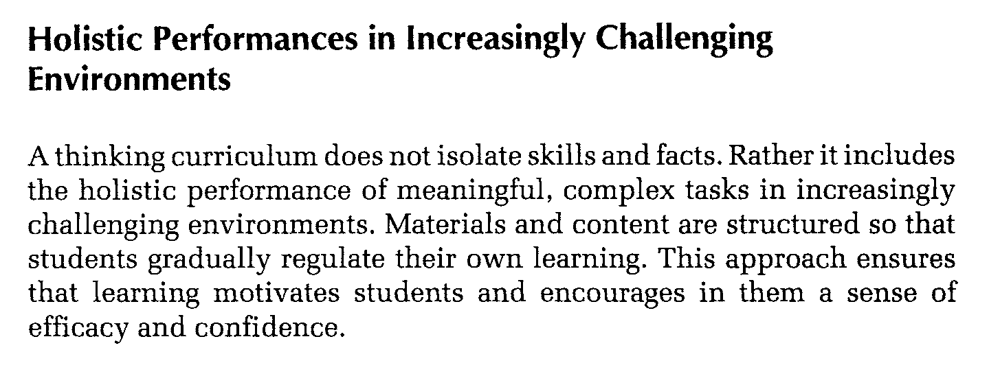 Holistic Performances in Increasingly Challenging
Environments
A thinking curriculum does not isolate skills and facts. Rather it includes
the holistic performance of meaningful, complex tasks in increasingly
challenging environments. Materials and content are structured so that
students gradually regulate their own learning. This approach ensures
that learning motivates students and encourages in them a sense of
efficacy and confidence.